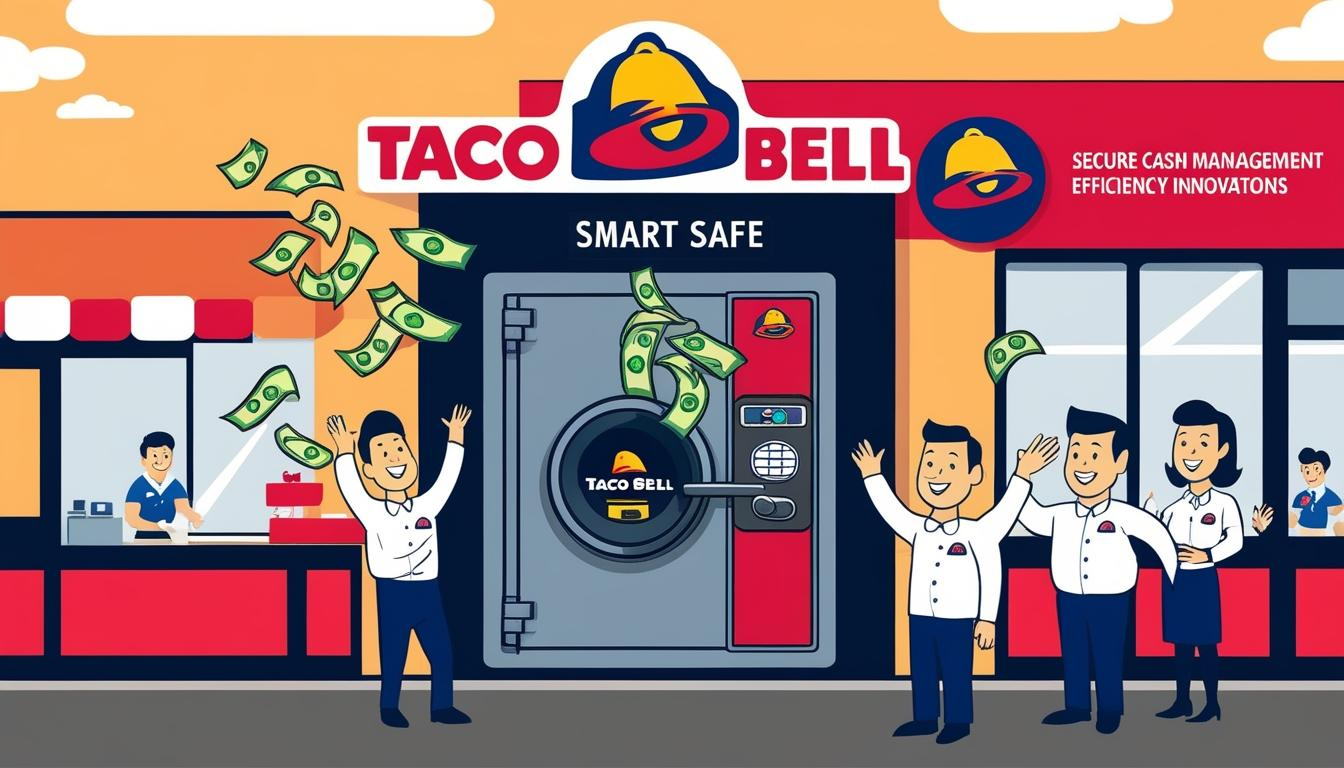 TACO BELL
SECURE CASH MANAGEMENT
EFFICIENCY INNOVATONS
SMART SAFE
TACO BELL